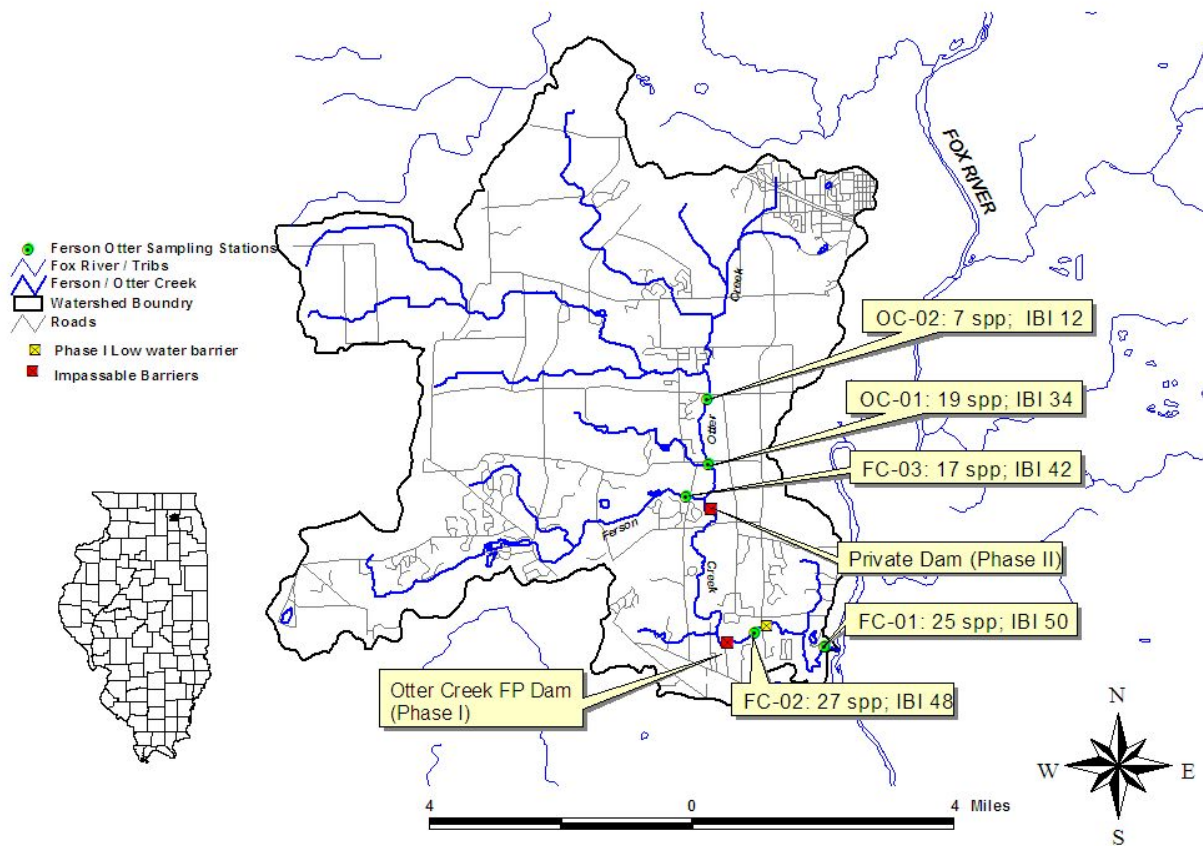 FOX RIVER
Ferson Otter Sampling Stations
Fox River / Tribs
Ferson / Otter Creek
Watershed Boundry
Roads
Phase I Low water barrier
Impassable Barriers
Creek
OC-02: 7 spp; IBI 12
OC-01: 19 spp; IBI 34
Otter
FC-03: 17 spp; IBI 42
Ferson
Creek
Private Dam (Phase II)
FC-01: 25 spp; IBI 50
Otter Creek FP Dam
(Phase I)
FC-02: 27 spp; IBI 48
N
W E
S
4 0 4 Miles